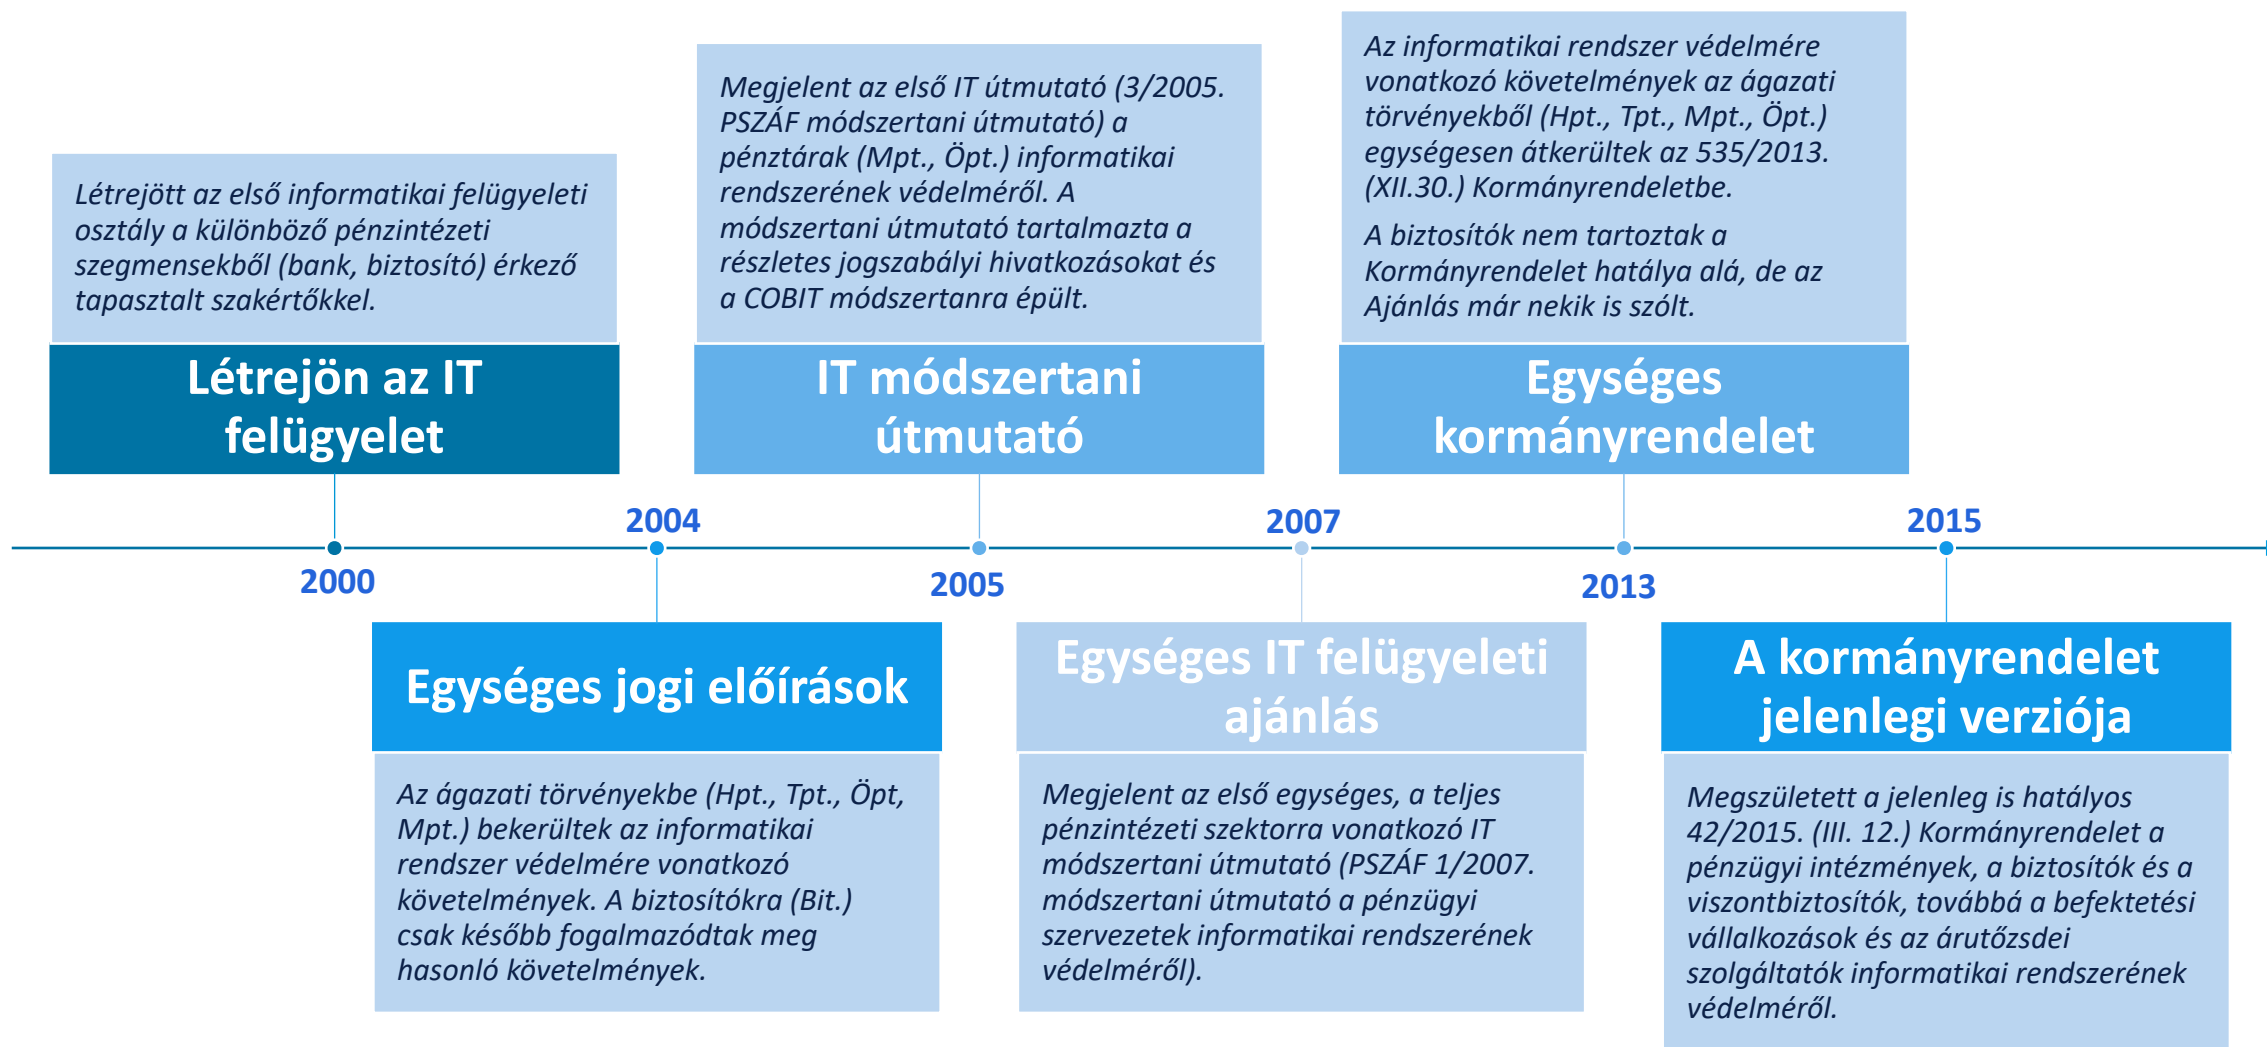 Létrejött az első informatikai felügyeleti
osztály a különböző pénzintézeti
szegmensekből (bank, biztosító) érkező
tapasztalt szakértőkkel.
Létrejön az IT
felügyelet
2000
2004
Egységes jogi előírások
Az ágazati törvényekbe (Hpt., Tpt., Öpt,
Mpt.) bekerültek az informatikai
rendszer védelmére vonatkozó
követelmények. A biztosítókra (Bit.)
csak később fogalmazódtak meg
hasonló követelmények.
Megjelent az első IT útmutató (3/2005.
PSZÁF módszertani útmutató) a
pénztárak (Mpt., Öpt.) informatikai
rendszerének védelméről. A
módszertani útmutató tartalmazta a
részletes jogszabályi hivatkozásokat és
a COBIT módszertanra épült.
IT módszertani
útmutató
2005
2007
Egységes IT felügyeleti
ajánlás
Megjelent az első egységes, a teljes
pénzintézeti szektorra vonatkozó IT
módszertani útmutató (PSZÁF 1/2007.
módszertani útmutató a pénzügyi
szervezetek informatikai rendszerének
védelméről).
Az informatikai rendszer védelmére
vonatkozó követelmények az ágazati
törvényekből (Hpt., Tpt., Mpt., Öpt.)
egységesen átkerültek az 535/2013.
(XII.30.) Kormányrendeletbe.
A biztosítók nem tartoztak a
Kormányrendelet hatálya alá, de az
Ajánlás már nekik is szólt.
Egységes
kormányrendelet
2013
2015
A kormányrendelet
jelenlegi verziója
Megszületett a jelenleg is hatályos
42/2015. (III. 12.) Kormányrendelet a
pénzügyi intézmények, a biztosítók és a
viszontbiztosítók, továbbá a befektetési
vállalkozások és az árutőzsdei
szolgáltatók informatikai rendszerének
védelméről.